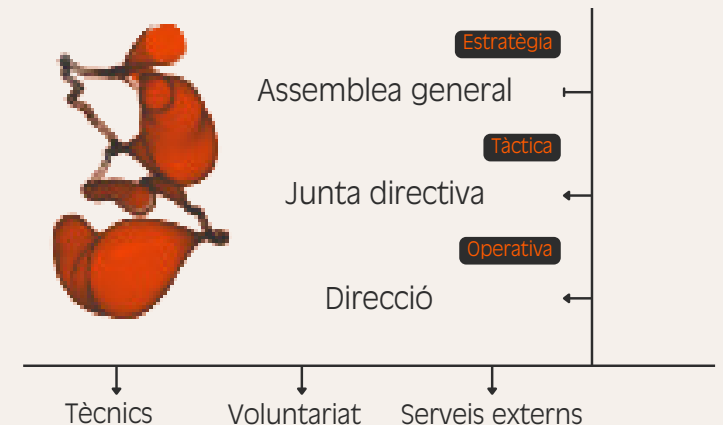 Estratègia
Assemblea general
Tàctica
Junta directiva
Operativa
Direcció
Tècnics Voluntariat Serveis externs